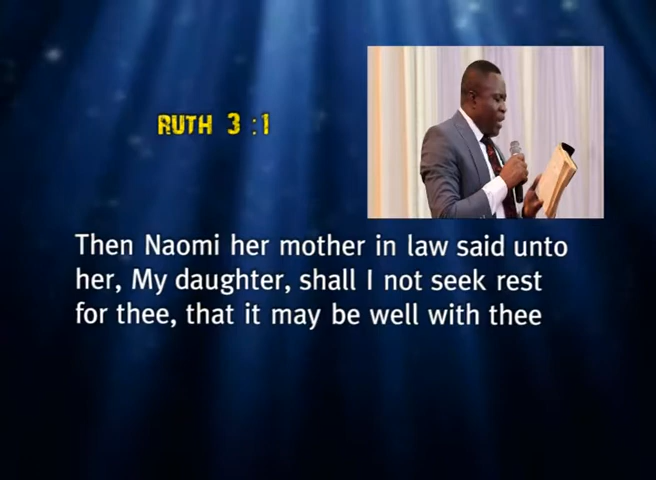 RUTH 3 :1
Then Naomi her mother in law said unto
her, My daughter, shall I not seek rest
for thee, that it may be well with thee